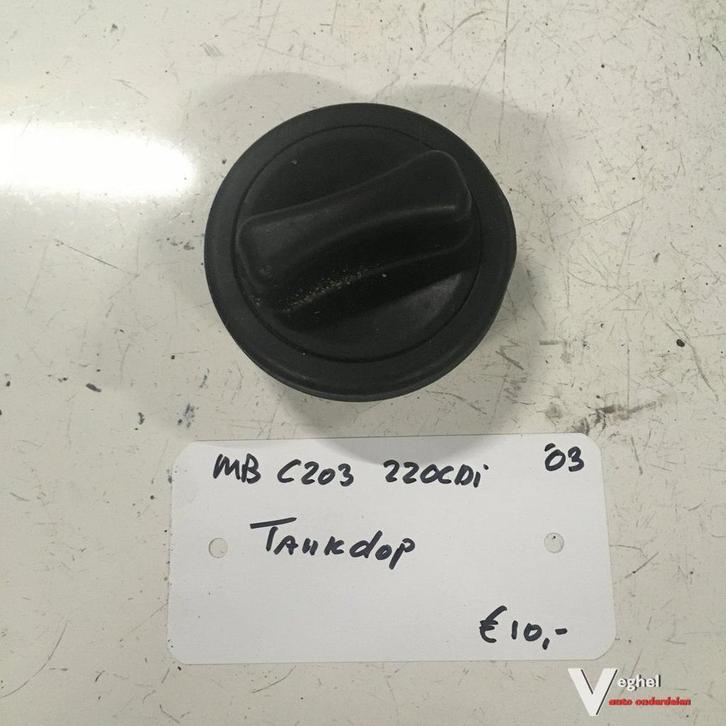 MB C203 220CDi '03
Tankdop
€10,-
Veghel
auto onderdelen